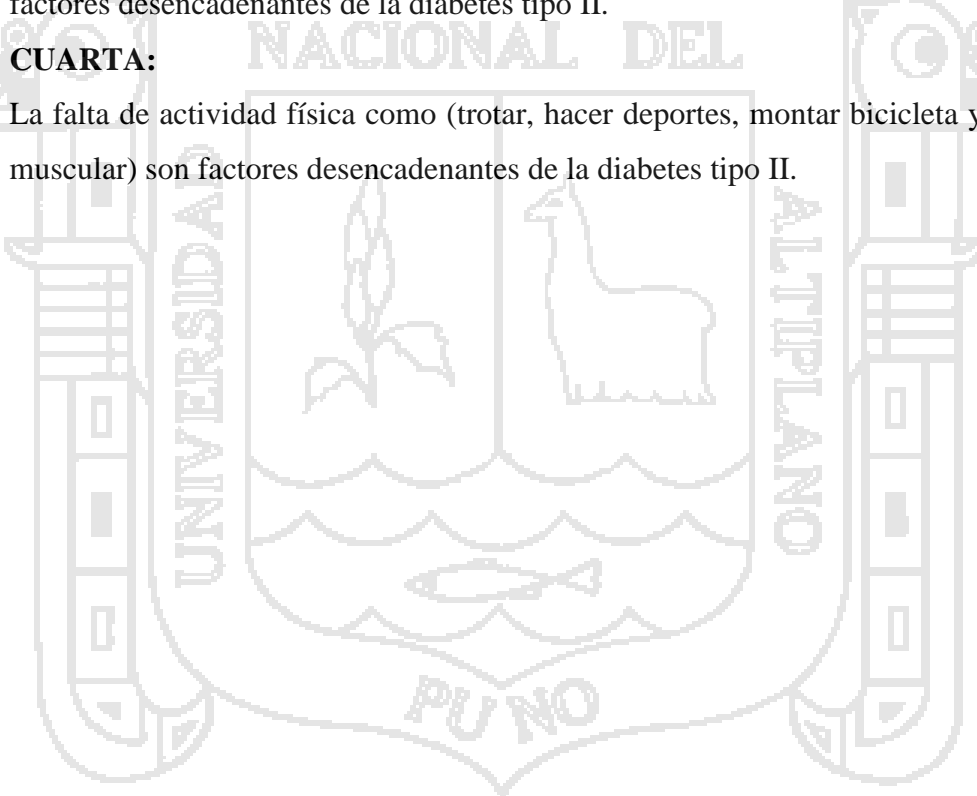 factores desencadenantes de la diabetes tipo II.
NACIONAL DEL
CUARTA:
La falta de actividad física como (trotar, hacer deportes, montar bicicleta y
muscular) son factores desencadenantes de la diabetes tipo II.
UNIVERSIDAD
ALTIPLANO
PUNO